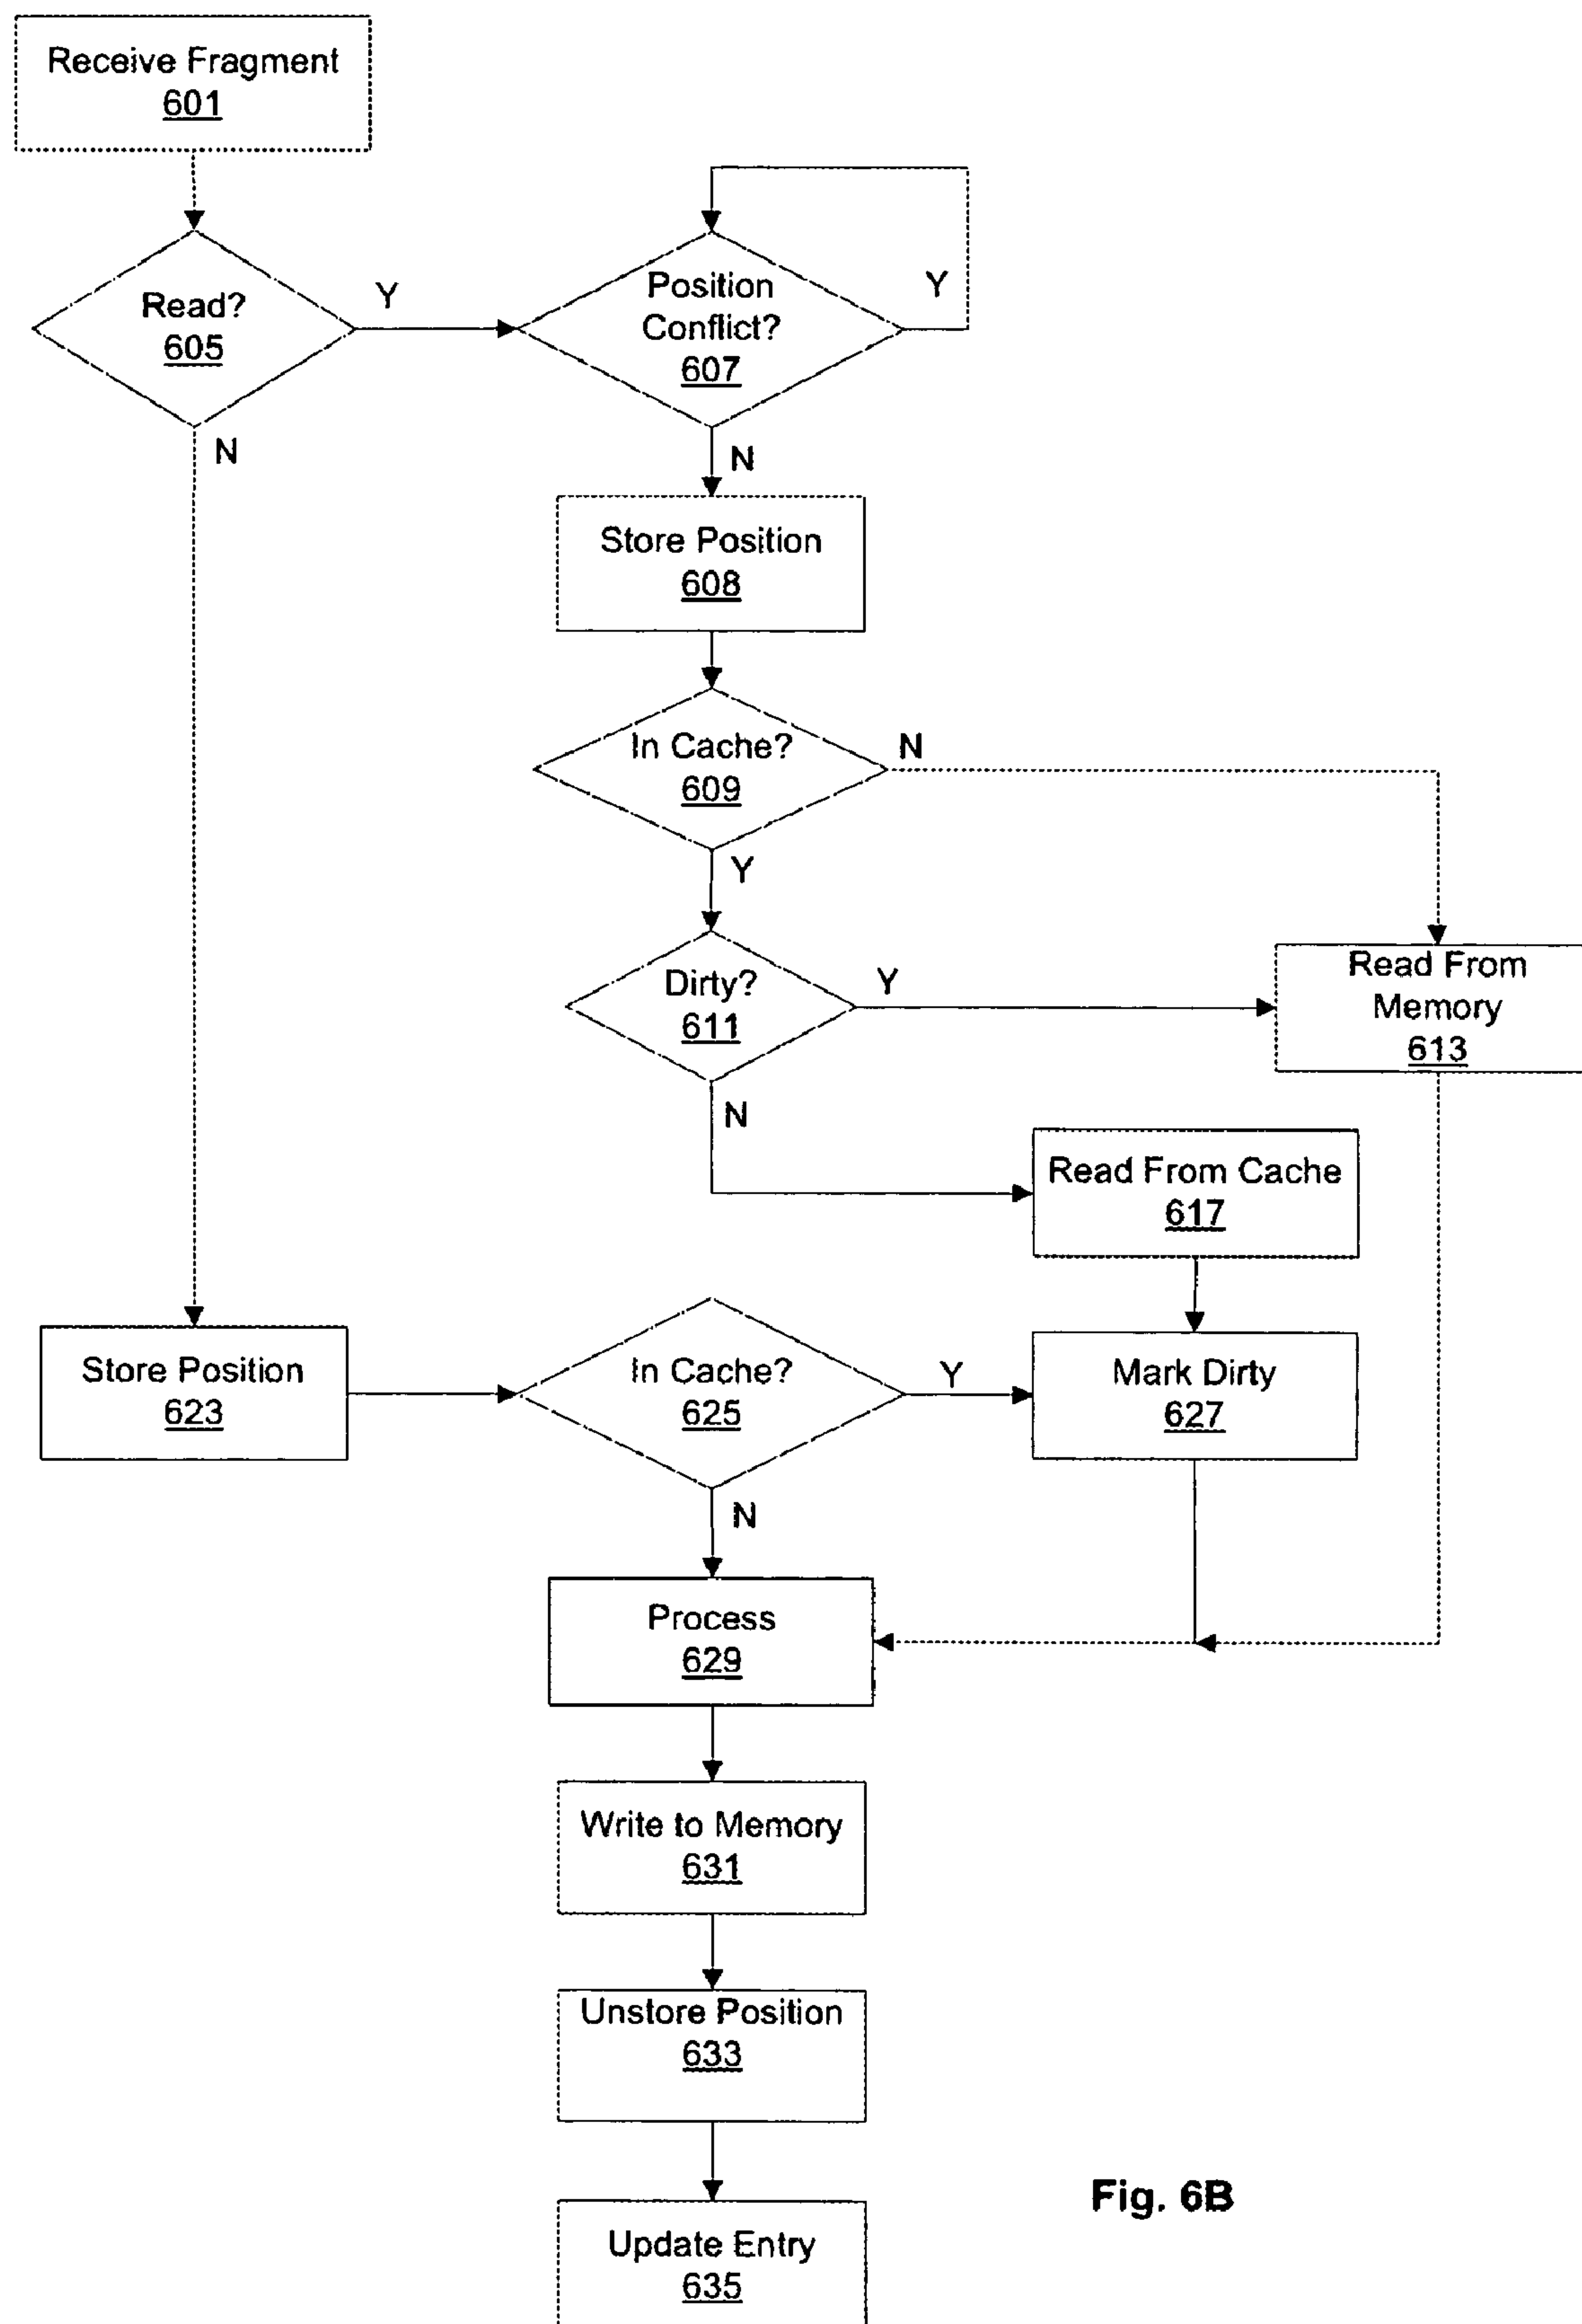 Receive Fragment
601
Read?
605
Y
N
Position
Conflict?
607
Y
N
Store Position
608
In Cache?
609
N
Y
Dirty?
611
Y
N
Read From
Memory
613
Read From Cache
617
Store Position
623
In Cache?
625
Y
N
Mark Dirty
627
Process
629
Write to Memory
631
Unstore Position
633
Update Entry
635
Fig. 6B